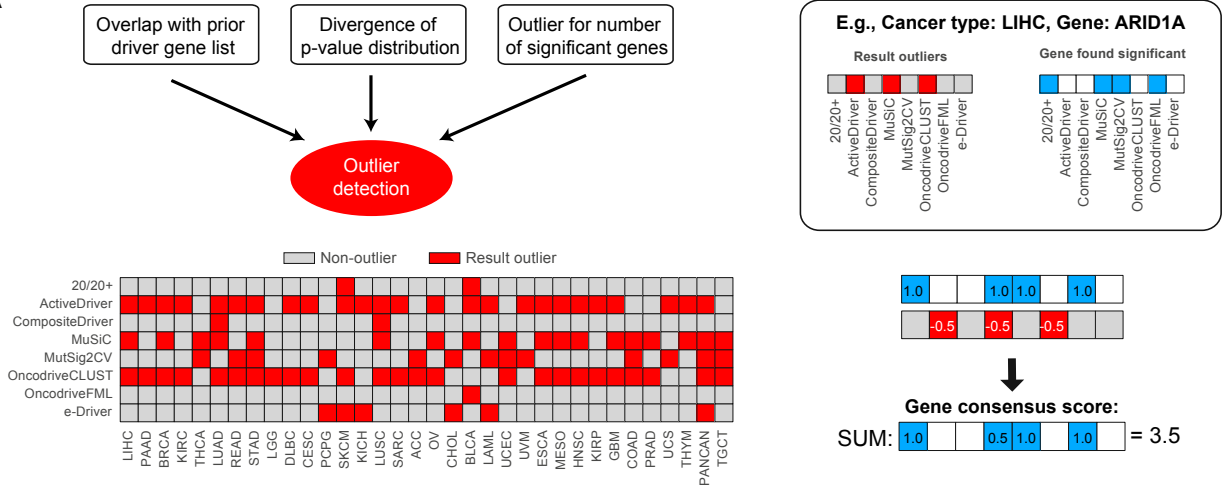 Overlap with prior
driver gene list
Divergence of
p-value distribution
Outlier for number
of significant genes
Outlier
detection
Non-outlier
Result outlier
20/20+
ActiveDriver
CompositeDriver
MuSiC
MutSig2CV
OncodriveCLUST
OncodriveFML
e-Driver
LIHC
PAAD
BRCA
KIRC
THCA
LUAD
READ
STAD
LGG
DLBC
CESC
PCPG
SKCM
KICH
LUSC
SARC
ACC
OV
CHOL
BLCA
LAML
UCEC
UVM
ESCA
MESO
HNSC
KIRP
GBM
COAD
PRAD
UCS
THYM
PANCAN
TGCT
E.g., Cancer type: LIHC, Gene: ARID1A
Result outliers
20/20+
ActiveDriver
CompositeDriver
MuSiC
MutSig2CV
OncodriveCLUST
OncodriveFML
e-Driver
Gene found significant
20/20+
ActiveDriver
CompositeDriver
MuSiC
MutSig2CV
OncodriveCLUST
OncodriveFML
e-Driver
1.0 1.0 1.0 1.0
-0.5 -0.5 -0.5
Gene consensus score:
SUM: 1.0 0.5 1.0 1.0 = 3.5